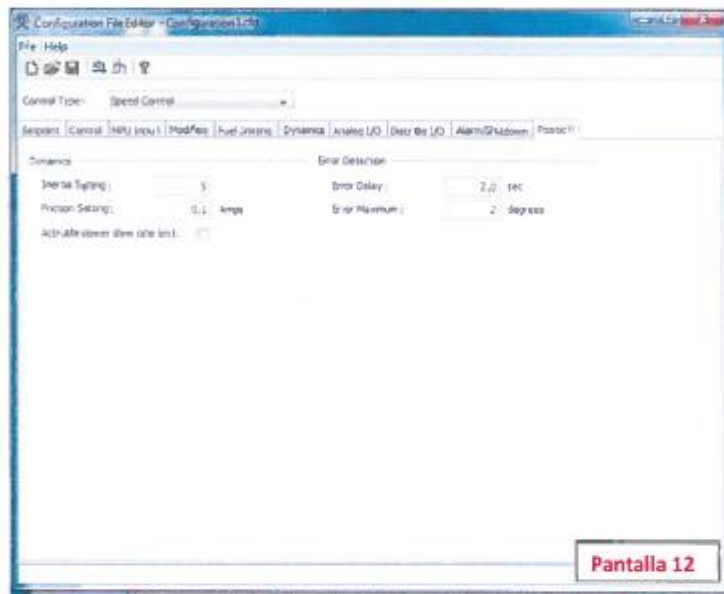 Configuration File Editor - Configuration1.cfg
File Help
Control Type: Speed Control
Setpoint Control MPU Input Modifiers Fuel Limiting Dynamics Analog I/O Discrete I/O Alarm/Shutdown Position
Dynamics Error Detection
Inertia Setting: 5 Error Delay: 2,0 sec
Friction Setting: 0,1 Amps Error Maximum: 2 degrees
slower slew rate limit:
Pantalla 12